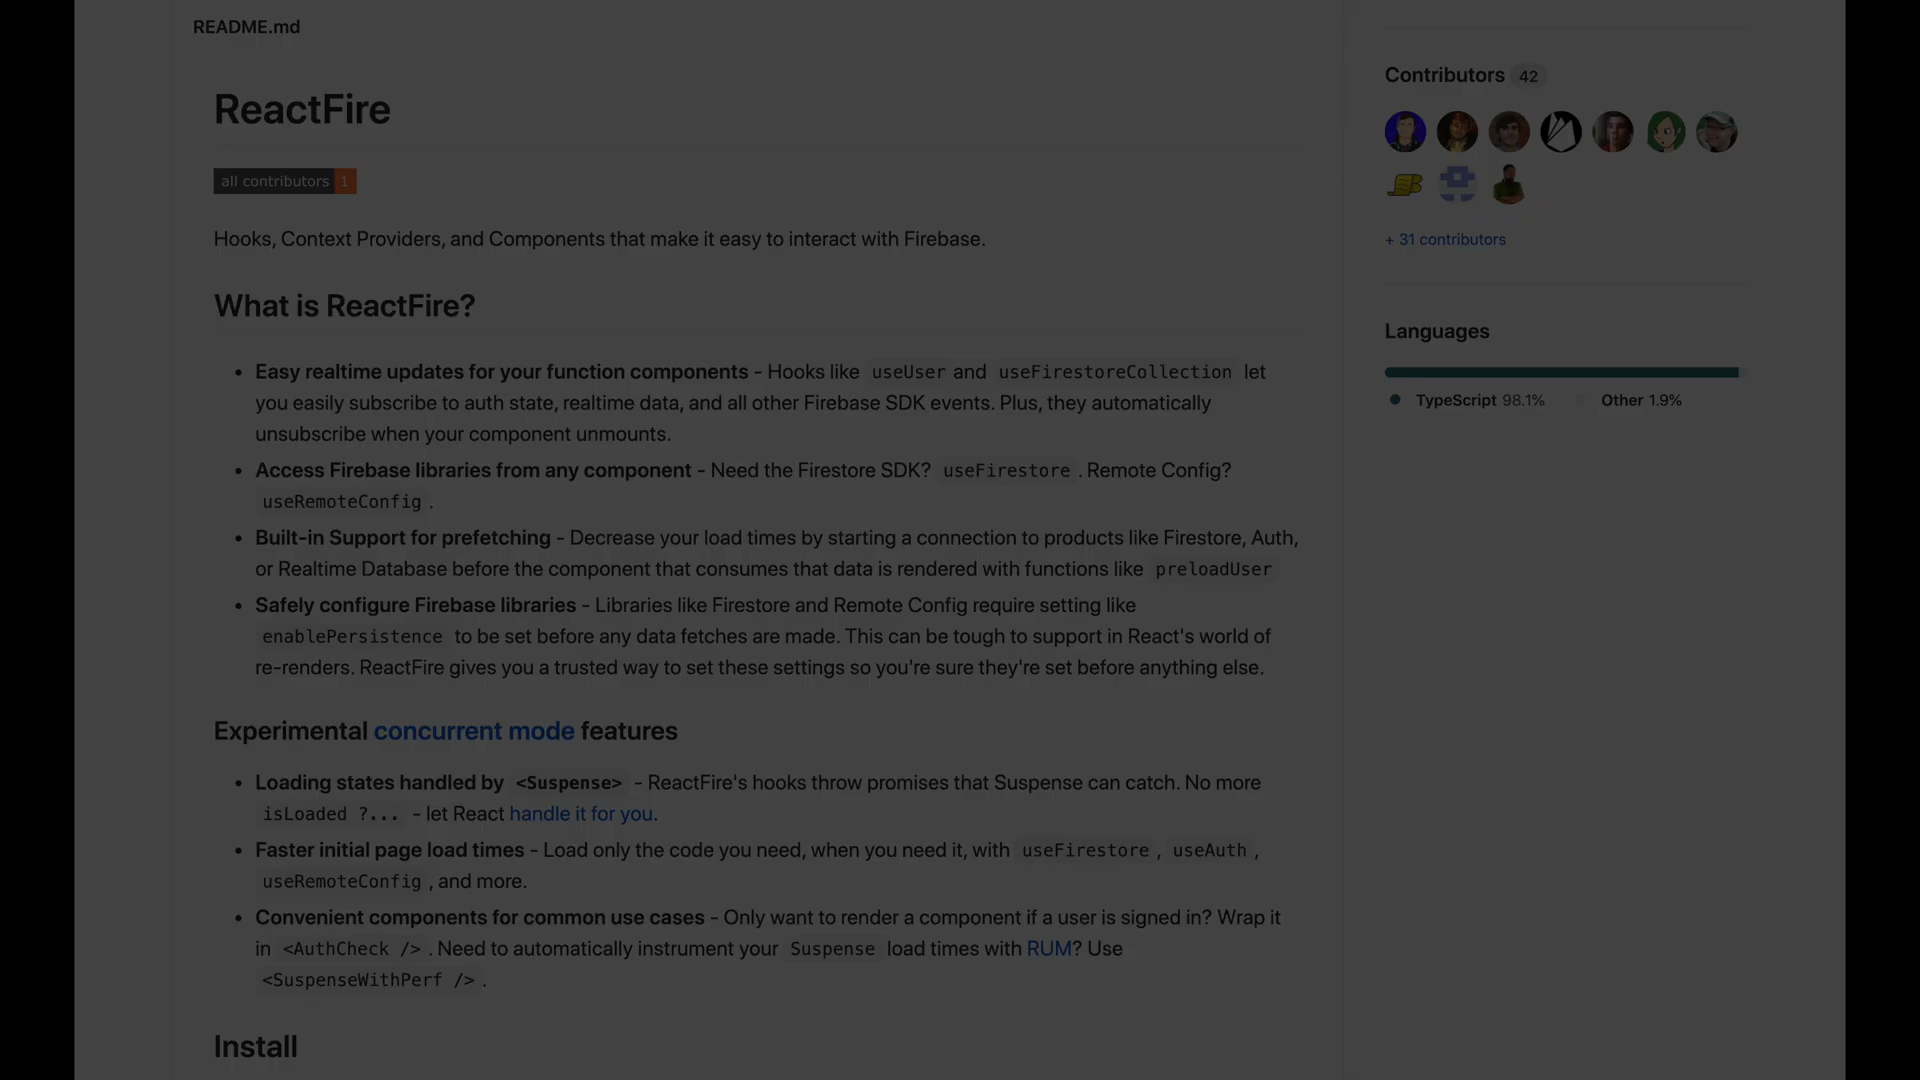 README.md
ReactFire
all contributors 1
Hooks, Context Providers, and Components that make it easy to interact with Firebase.
What is ReactFire?
• Easy realtime updates for your function components - Hooks like useUser and useFirestoreCollection let
you easily subscribe to auth state, realtime data, and all other Firebase SDK events. Plus, they automatically
unsubscribe when your component unmounts.
• Access Firebase libraries from any component - Need the Firestore SDK? useFirestore . Remote Config?
useRemoteConfig .
• Built-in Support for prefetching - Decrease your load times by starting a connection to products like Firestore, Auth,
or Realtime Database before the component that consumes that data is rendered with functions like preloadUser
• Safely configure Firebase libraries - Libraries like Firestore and Remote Config require setting like
enablePersistence to be set before any data fetches are made. This can be tough to support in React's world of
re-renders. ReactFire gives you a trusted way to set these settings so you're sure they're set before anything else.
Experimental concurrent mode features
• Loading states handled by <Suspense> - ReactFire's hooks throw promises that Suspense can catch. No more
isLoaded ?... - let React handle it for you.
• Faster initial page load times - Load only the code you need, when you need it, with useFirestore , useAuth ,
useRemoteConfig , and more.
• Convenient components for common use cases - Only want to render a component if a user is signed in? Wrap it
in <AuthCheck /> . Need to automatically instrument your Suspense load times with RUM? Use
<SuspenseWithPerf /> .
Install
Contributors 42
+ 31 contributors
Languages
TypeScript 98.1% Other 1.9%